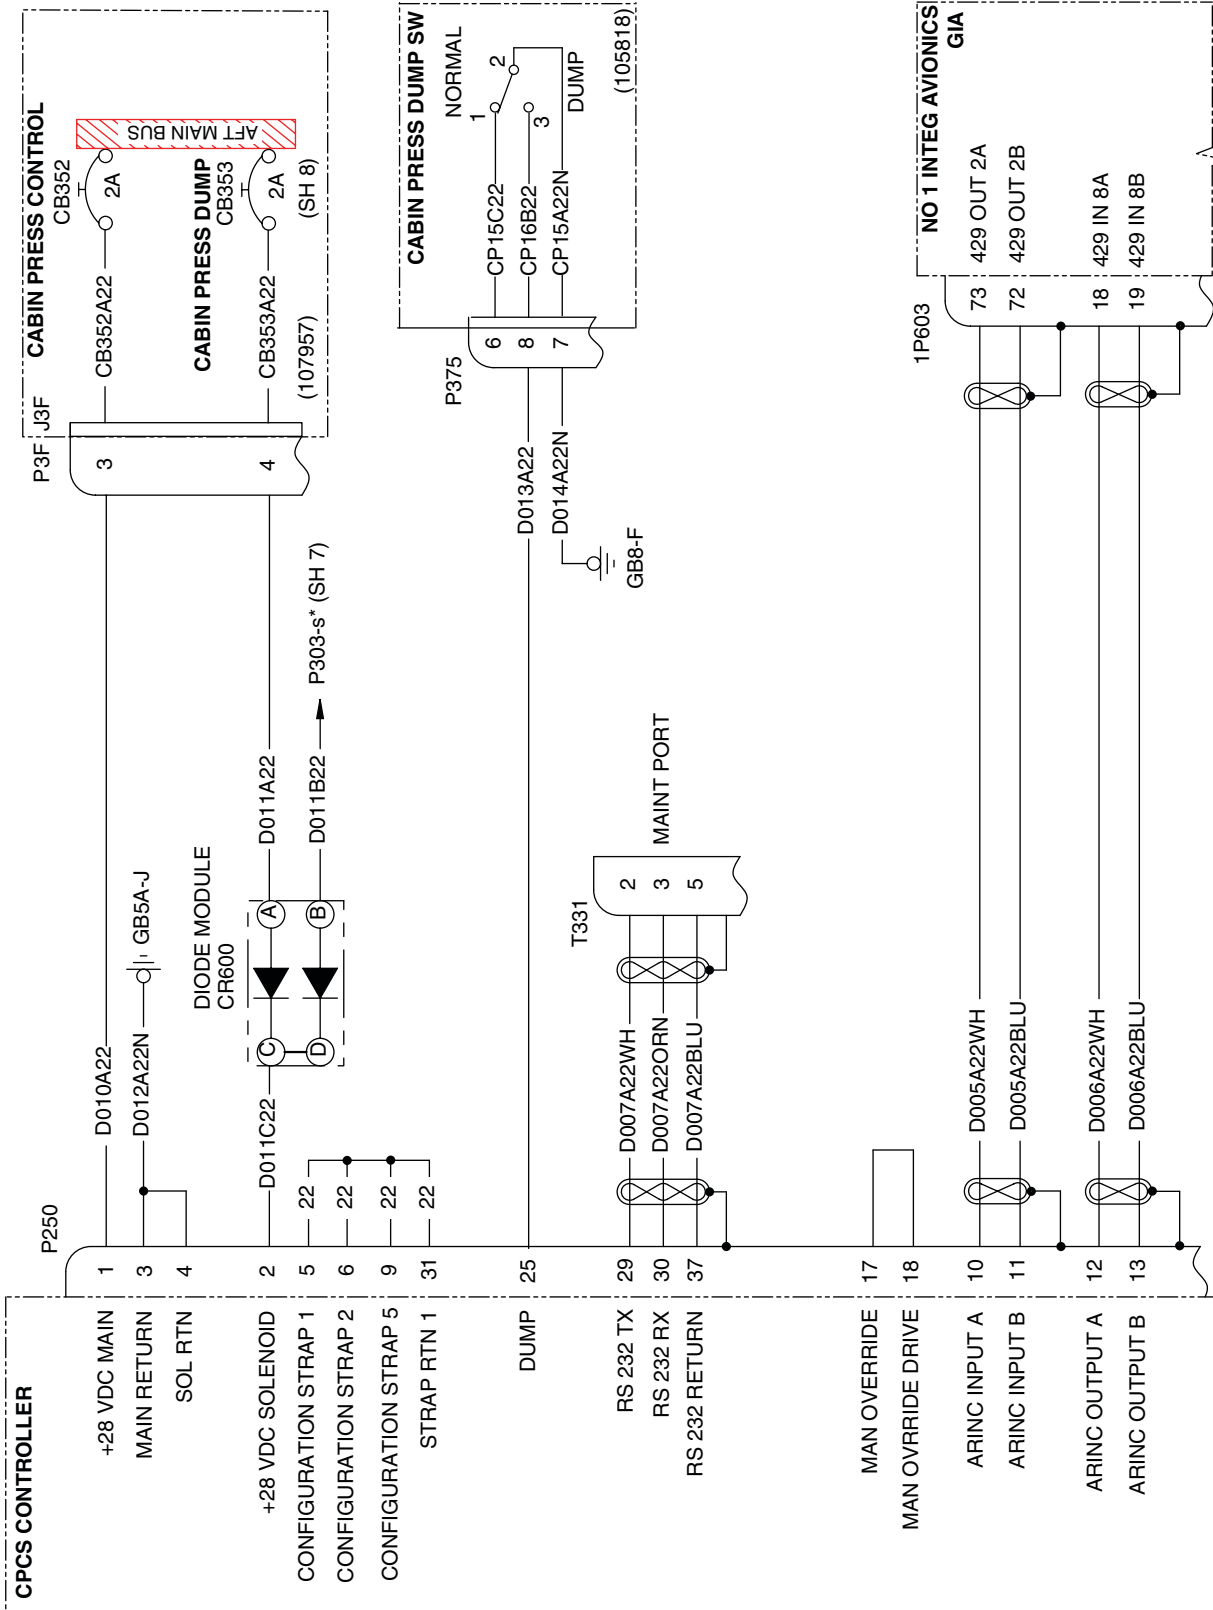 CPCS CONTROLLER
P250
+28 VDC MAIN 1 D010A22 3 P3F J3F CB352A22 CB352 2A
CABIN PRESS CONTROL
MAIN RETURN 3 D012A22N GB5A-J
SOL RTN 4
AFT MAIN BUS
DIODE MODULE
CR600
CABIN PRESS DUMP
+28 VDC SOLENOID 2 D011C22 C A D011A22 4 CB353A22 CB353 2A
(107957) (SH 8)
D B D011B22 P303-s* (SH 7)
CONFIGURATION STRAP 1 5 22
CONFIGURATION STRAP 2 6 22
CONFIGURATION STRAP 5 9 22
STRAP RTN 1 31 22
CABIN PRESS DUMP SW
P375
NORMAL
6 CP15C22 1
2
DUMP 25 D013A22 8 CP16B22 3
D014A22N 7 CP15A22N DUMP
GB8-F
(105818)
T331
RS 232 TX 29 D007A22WH 2
RS 232 RX 30 D007A22ORN 3 MAINT PORT
RS 232 RETURN 37 D007A22BLU 5
MAN OVERRIDE 17
MAN OVRRIDE DRIVE 18
1P603
NO 1 INTEG AVIONICS
GIA
ARINC INPUT A 10 D005A22WH 73 429 OUT 2A
ARINC INPUT B 11 D005A22BLU 72 429 OUT 2B
ARINC OUTPUT A 12 D006A22WH 18 429 IN 8A
ARINC OUTPUT B 13 D006A22BLU 19 429 IN 8B